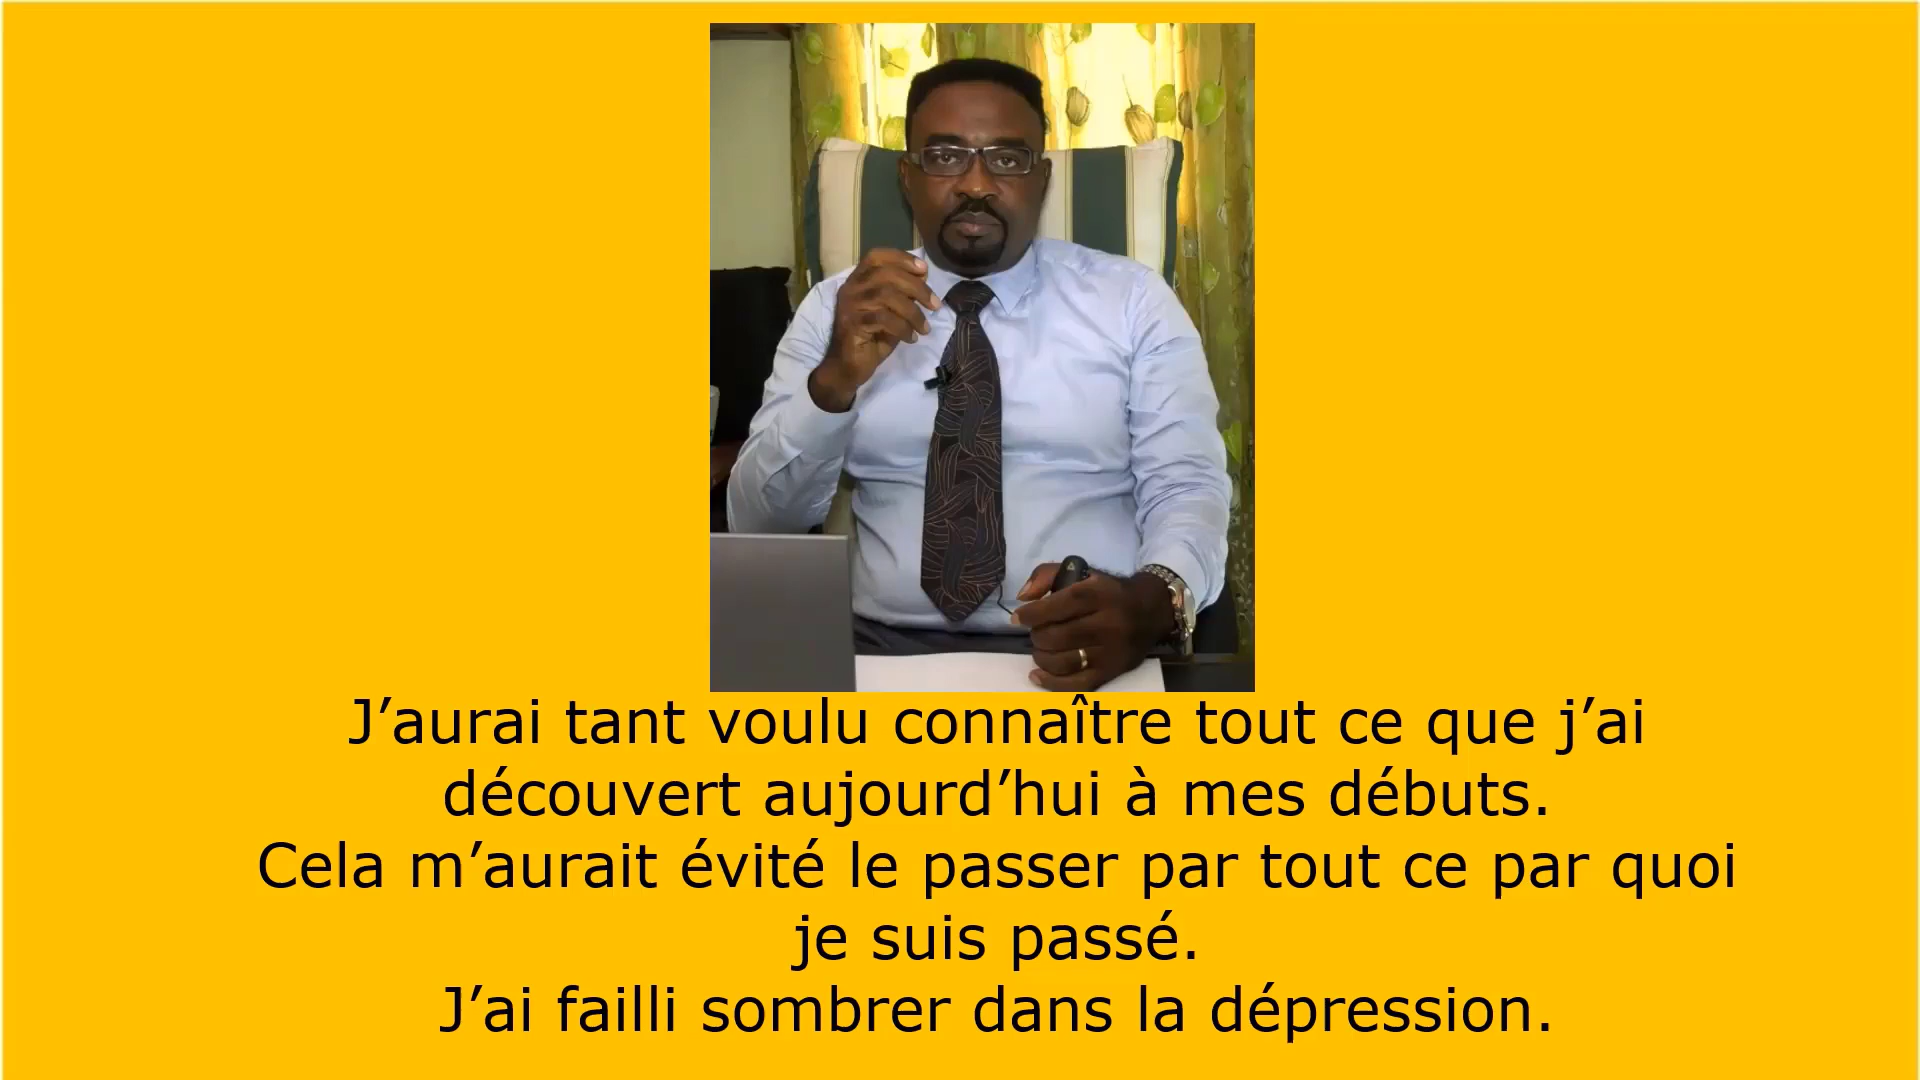 J’aurai tant voulu connaître tout ce que j’ai
découvert aujourd’hui à mes débuts.
Cela m’aurait évité le passer par tout ce par quoi
je suis passé.
J’ai failli sombrer dans la dépression.